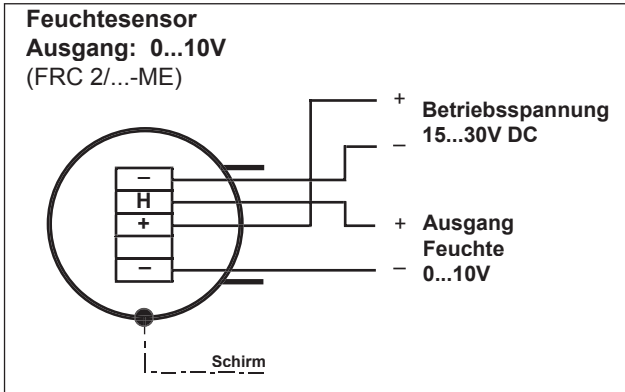 Feuchtesensor
Ausgang: 0...10V
(FRC 2/...-ME)
+ Betriebsspannung
– 15...30V DC
–
H
+
–
+ Ausgang
Feuchte
– 0...10V
Schirm